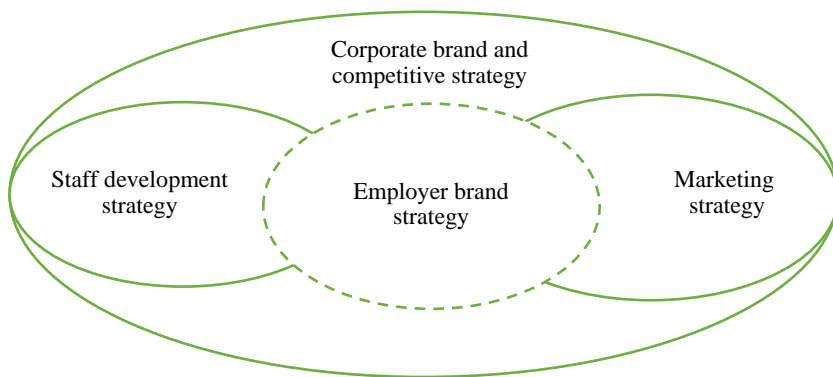 Corporate brand and
competitive strategy
Staff development
strategy
Employer brand
strategy
Marketing
strategy